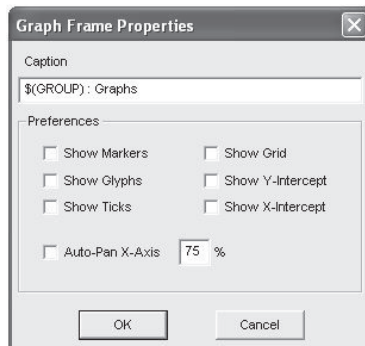 Graph Frame Properties
Caption
$(GROUP) : Graphs
Preferences
Show Markers
Show Grid
Show Glyphs
Show Y-Intercept
Show Ticks
Show X-Intercept
Auto-Pan X-Axis 75 %
OK
Cancel